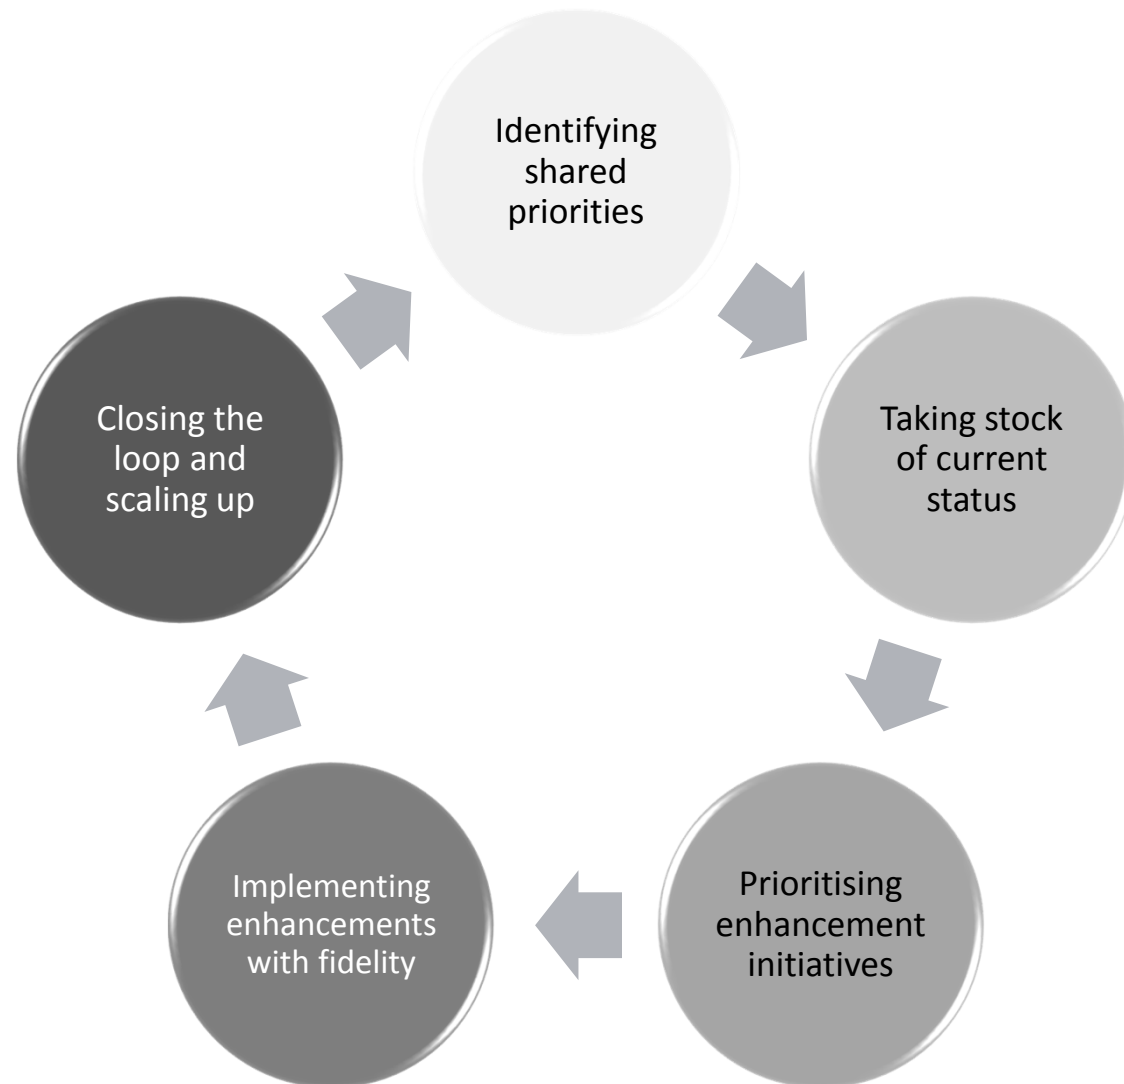 Identifying
shared
priorities
Taking stock
of current
status
Prioritising
enhancement
initiatives
Implementing
enhancements
with fidelity
Closing the
loop and
scaling up